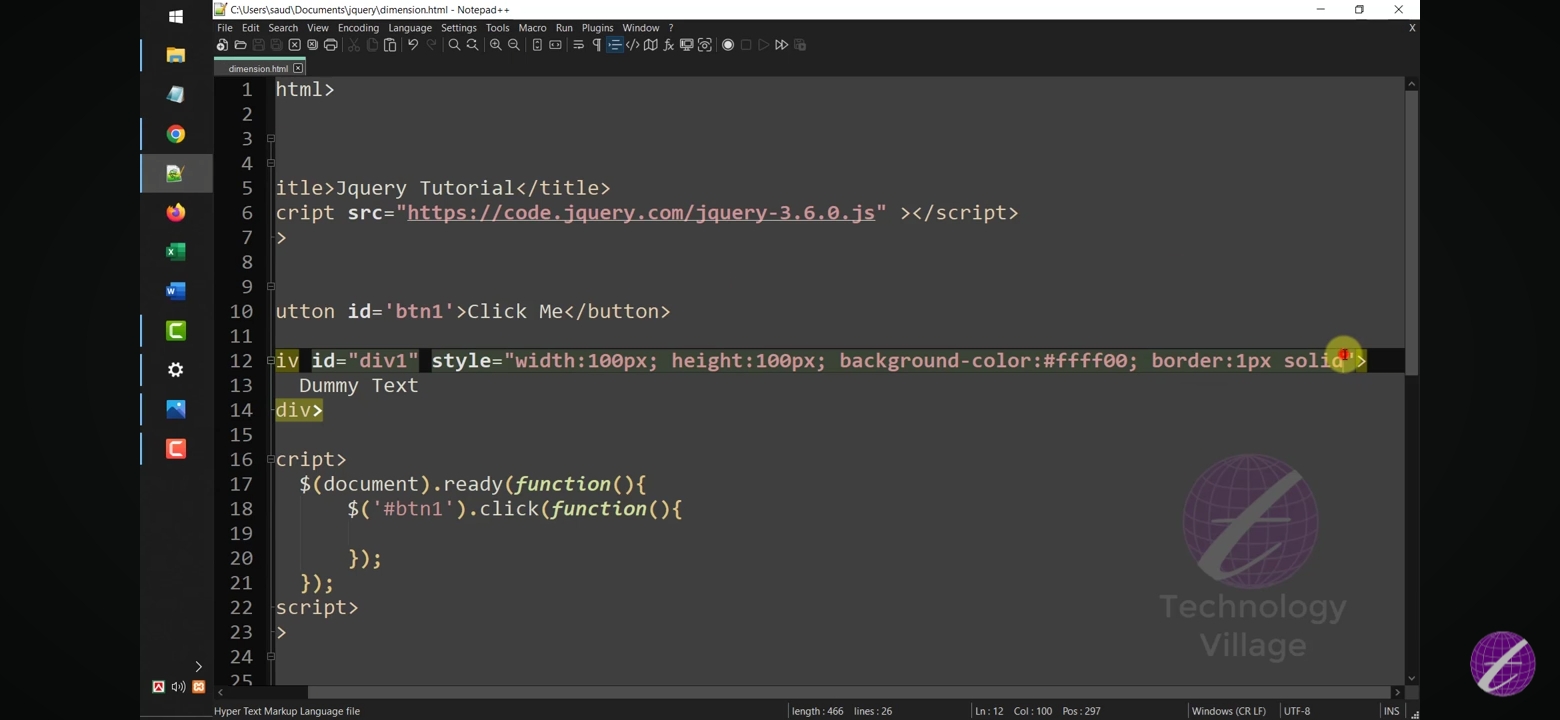 C:\Users\saud\Documents\jquery\dimension.html - Notepad++
File Edit Search View Encoding Language Settings Tools Macro Run Plugins Window ? X
dimension.html
1 html>
2
3
4
5 itle>Jquery Tutorial</title>
6 cript src="https://code.jquery.com/jquery-3.6.0.js" ></script>
7 >
8
9
10 utton id='btn1'>Click Me</button>
11
12 iv id="div1" style="width:100px; height:100px; background-color:#ffff00; border:1px solid">
13 Dummy Text
14 div>
15
16 cript>
17 $(document).ready(function(){
18 $('#btn1').click(function(){
19
20 });
21 });
22 script>
23 >
24
25
Technology
Village
Hyper Text Markup Language file length : 466 lines : 26 Ln : 12 Col : 100 Pos : 297 Windows (CR LF) UTF-8 INS